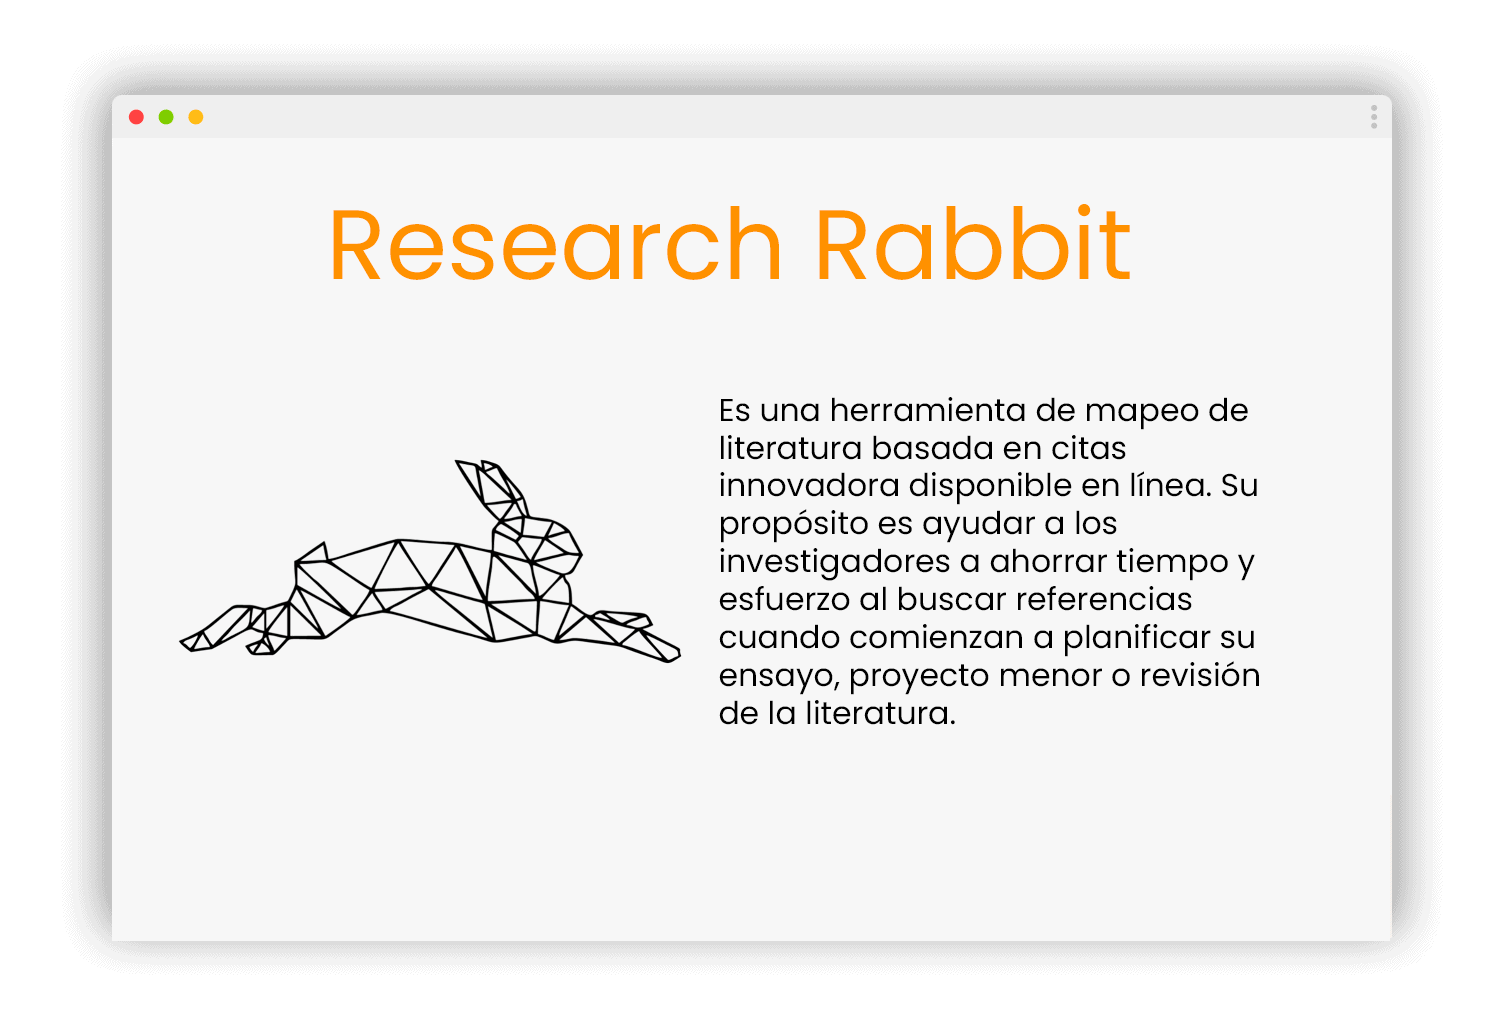 Research Rabbit
Es una herramienta de mapeo de
literatura basada en citas
innovadora disponible en línea. Su
propósito es ayudar a los
investigadores a ahorrar tiempo y
esfuerzo al buscar referencias
cuando comienzan a planificar su
ensayo, proyecto menor o revisión
de la literatura.